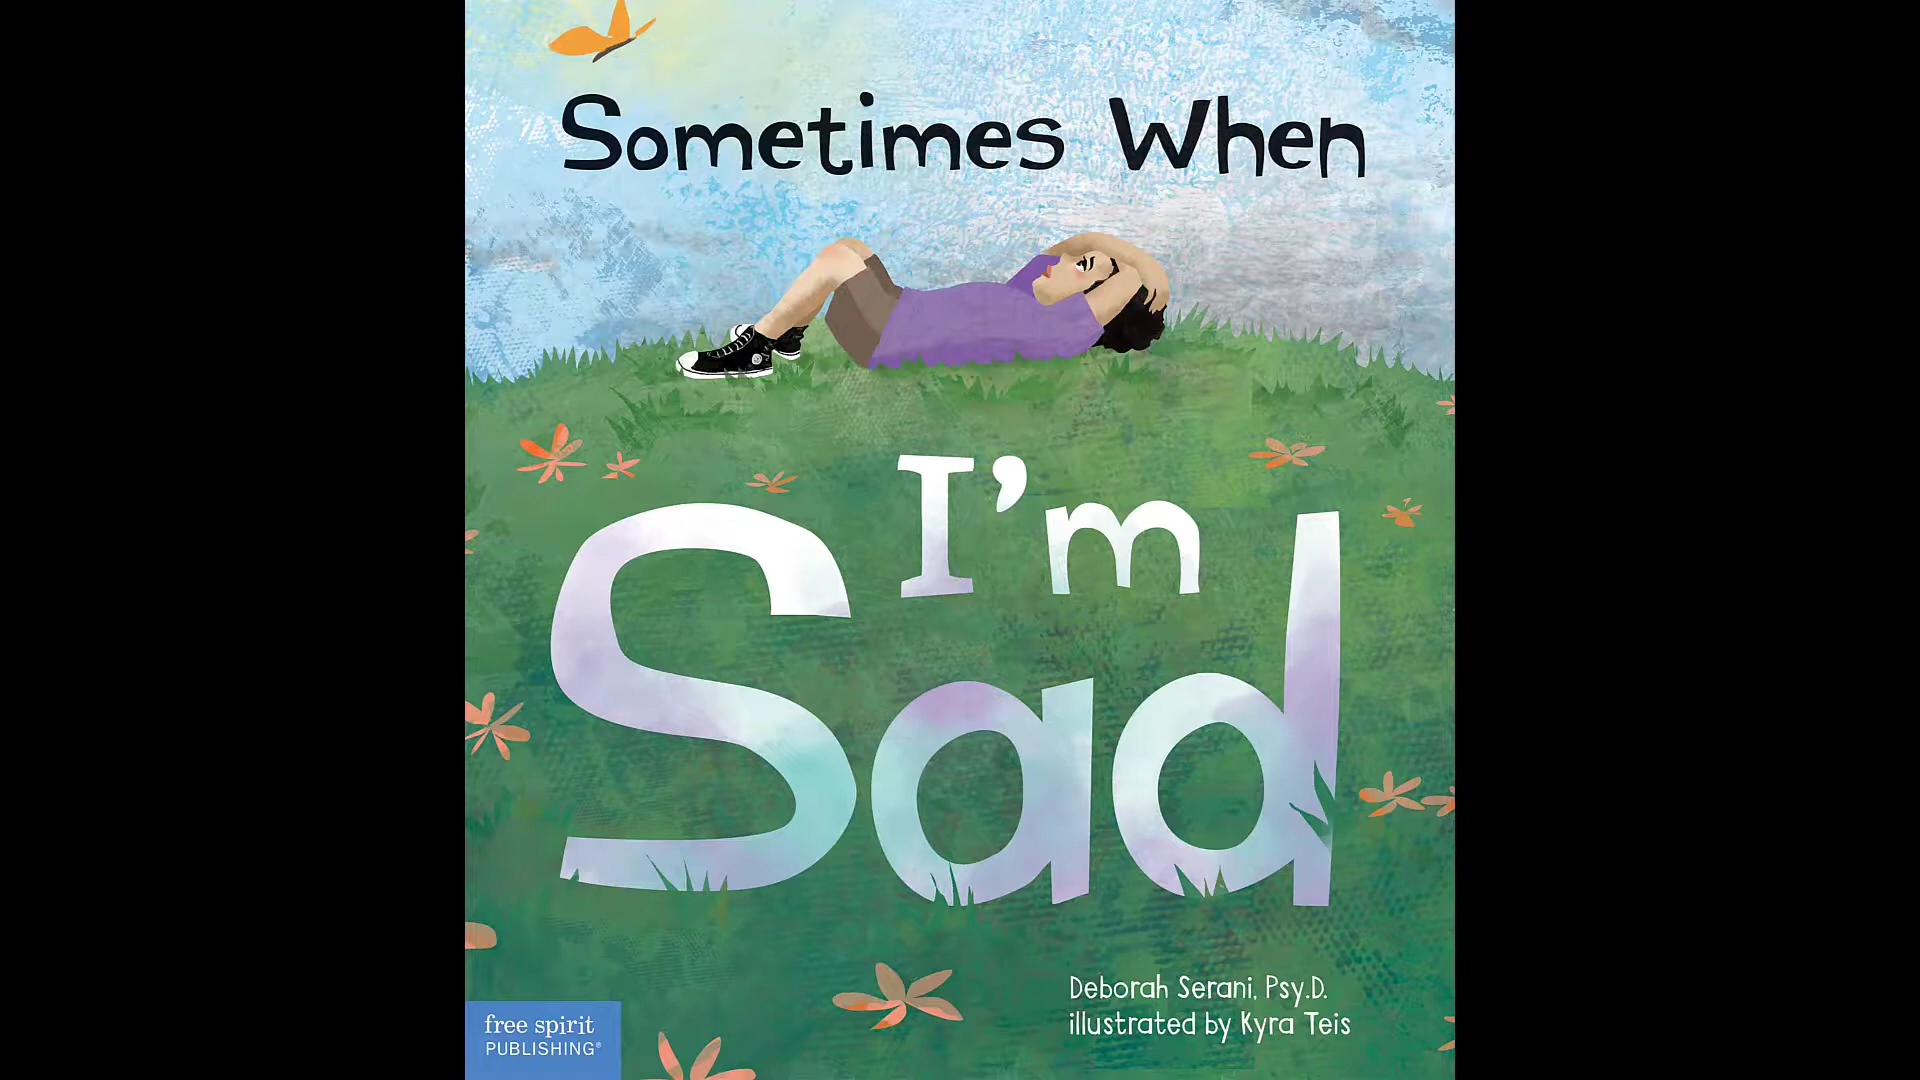 Sometimes When
I'm
Sad
Deborah Serani, Psy.D.
illustrated by Kyra Teis
free spirit
PUBLISHING®